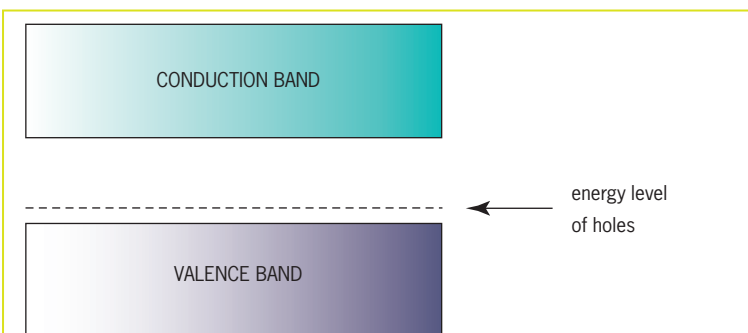 CONDUCTION BAND
energy level
of holes
VALENCE BAND